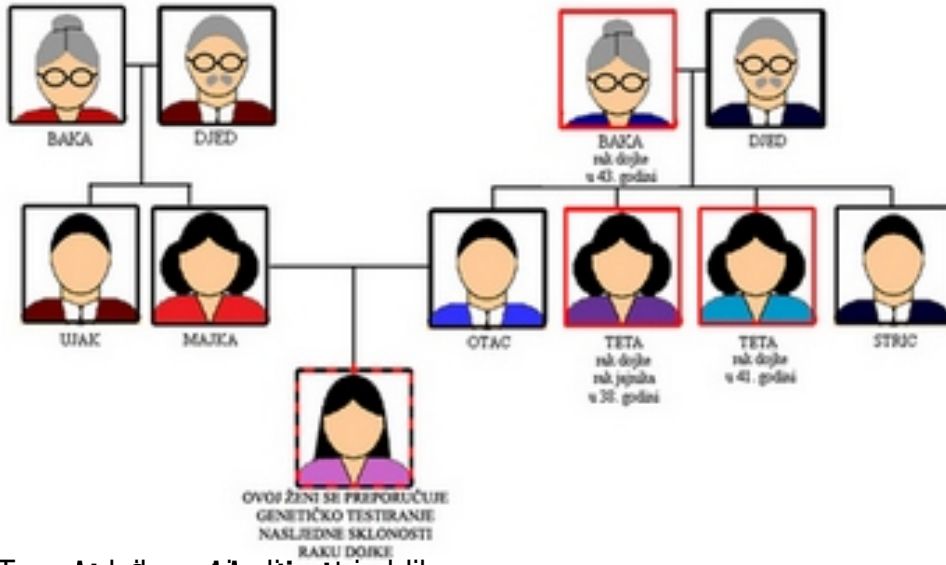 BAKA
DJED
BAKA
rak dojke
u 43. godini
DJED
UJAK
MAJKA
OTAC
TETA
rak dojke
rak jajnika
u 38. godini
TETA
rak dojke
u 41. godini
STRIC
OVOJ ŽENI SE PREPORUČUJE
GENETIČKO TESTIRANJE
NASLJEDNE SKLONOSTI
RAKU DOJKE